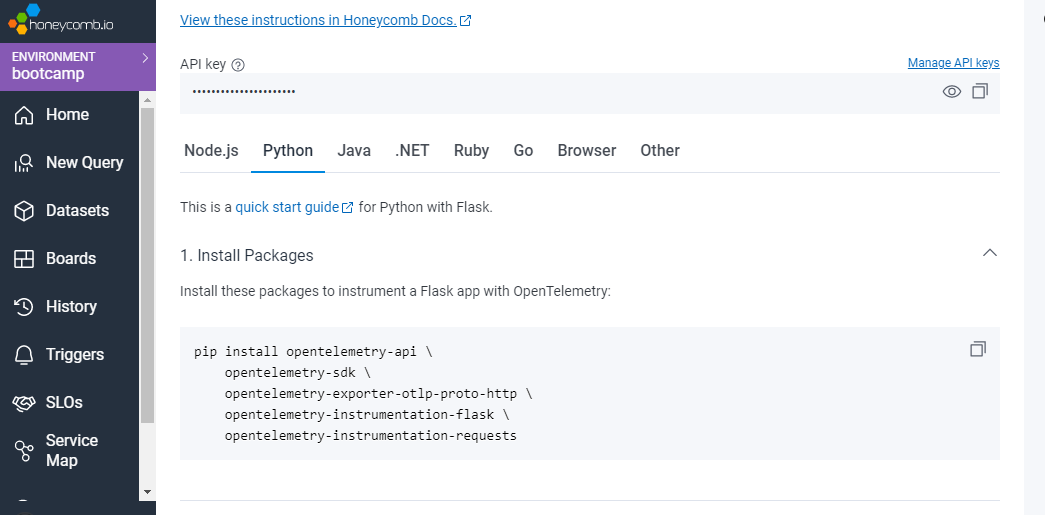 honeycomb.io
ENVIRONMENT
bootcamp
Home
New Query
Datasets
Boards
History
Triggers
SLOs
Service
Map
View these instructions in Honeycomb Docs.
API key
Manage API keys
••••••••••••••••••••••
Node.js Python Java .NET Ruby Go Browser Other
This is a quick start guide for Python with Flask.
1. Install Packages
Install these packages to instrument a Flask app with OpenTelemetry:
pip install opentelemetry-api \
opentelemetry-sdk \
opentelemetry-exporter-otlp-proto-http \
opentelemetry-instrumentation-flask \
opentelemetry-instrumentation-requests